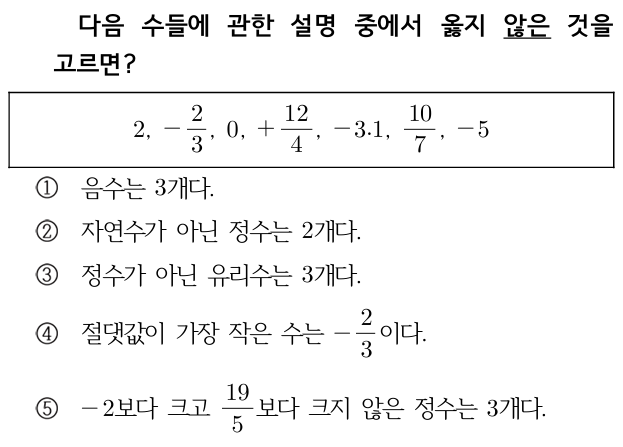 다음 수들에 관한 설명 중에서 옳지 않은 것을
고르면?
2, -2/3, 0, +12/4, -3.1, 10/7, -5
① 음수는 3개다.
② 자연수가 아닌 정수는 2개다.
③ 정수가 아닌 유리수는 3개다.
④ 절댓값이 가장 작은 수는 -2/3이다.
⑤ -2보다 크고 19/5보다 크지 않은 정수는 3개다.